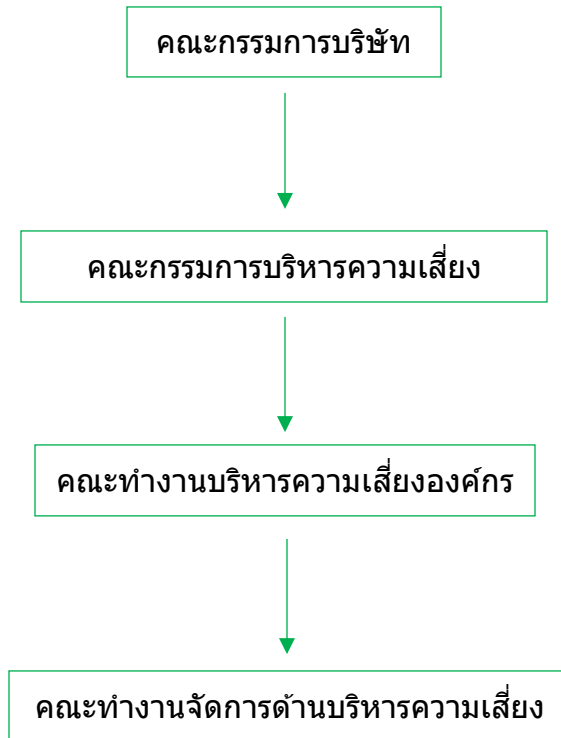 คณะกรรมการบริษัท
คณะกรรมการบริหารความเสี่ยง
คณะทำงานบริหารความเสี่ยงองค์กร
คณะทำงานจัดการด้านบริหารความเสี่ยง